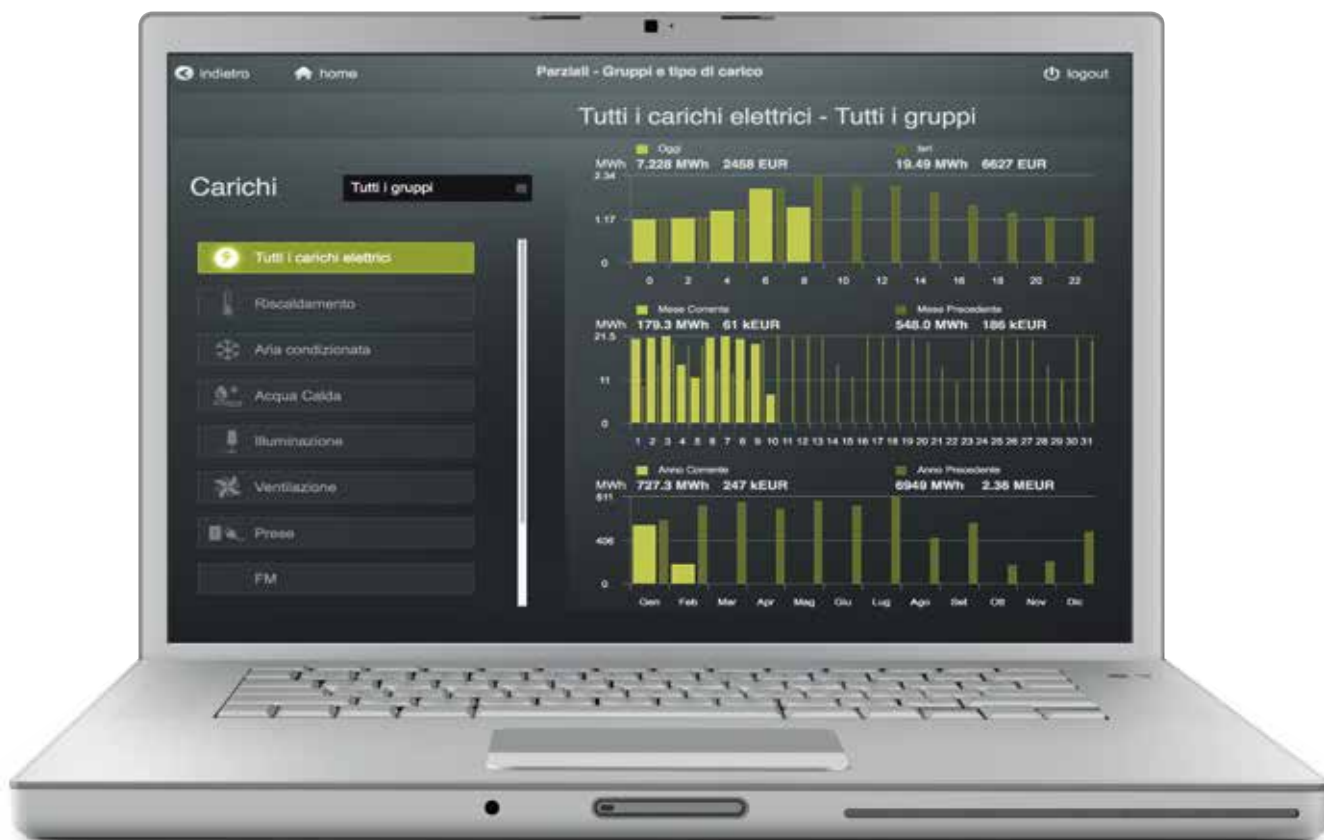 indietro home Parziali - Gruppi e tipo di carico logout
Tutti i carichi elettrici - Tutti i gruppi
Carichi
Tutti i gruppi
Tutti i carichi elettrici
Riscaldamento
Aria condizionata
Acqua Calda
Illuminazione
Ventilazione
Prese
FM
Oggi Ieri
MWh 7.228 MWh 2458 EUR 19.49 MWh 6627 EUR
2.34
1.17
0
0 2 4 6 8 10 12 14 16 18 20 22
Mese Corrente Mese Precedente
MWh 179.3 MWh 61 kEUR 548.0 MWh 186 kEUR
21.5
11
0
1 2 3 4 5 6 7 8 9 10 11 12 13 14 15 16 17 18 19 20 21 22 23 24 25 26 27 28 29 30 31
Anno Corrente Anno Precedente
MWh 727.3 MWh 247 kEUR 6949 MWh 2.36 MEUR
811
406
0
Gen Feb Mar Apr Mag Giu Lug Ago Set Ott Nov Dic